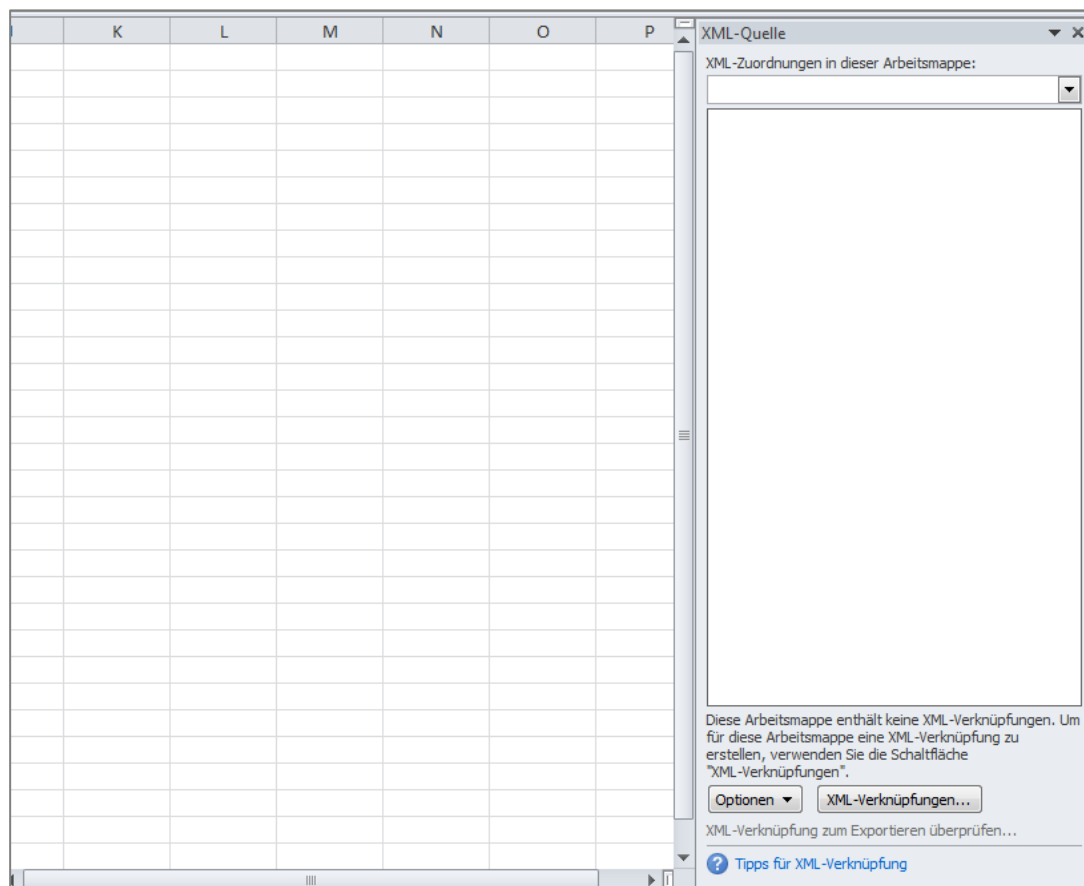 K L M N O P
XML-Quelle
XML-Zuordnungen in dieser Arbeitsmappe:
Diese Arbeitsmappe enthält keine XML-Verknüpfungen. Um
für diese Arbeitsmappe eine XML-Verknüpfung zu
erstellen, verwenden Sie die Schaltfläche
"XML-Verknüpfungen".
Optionen XML-Verknüpfungen...
XML-Verknüpfung zum Exportieren überprüfen...
? Tipps für XML-Verknüpfung